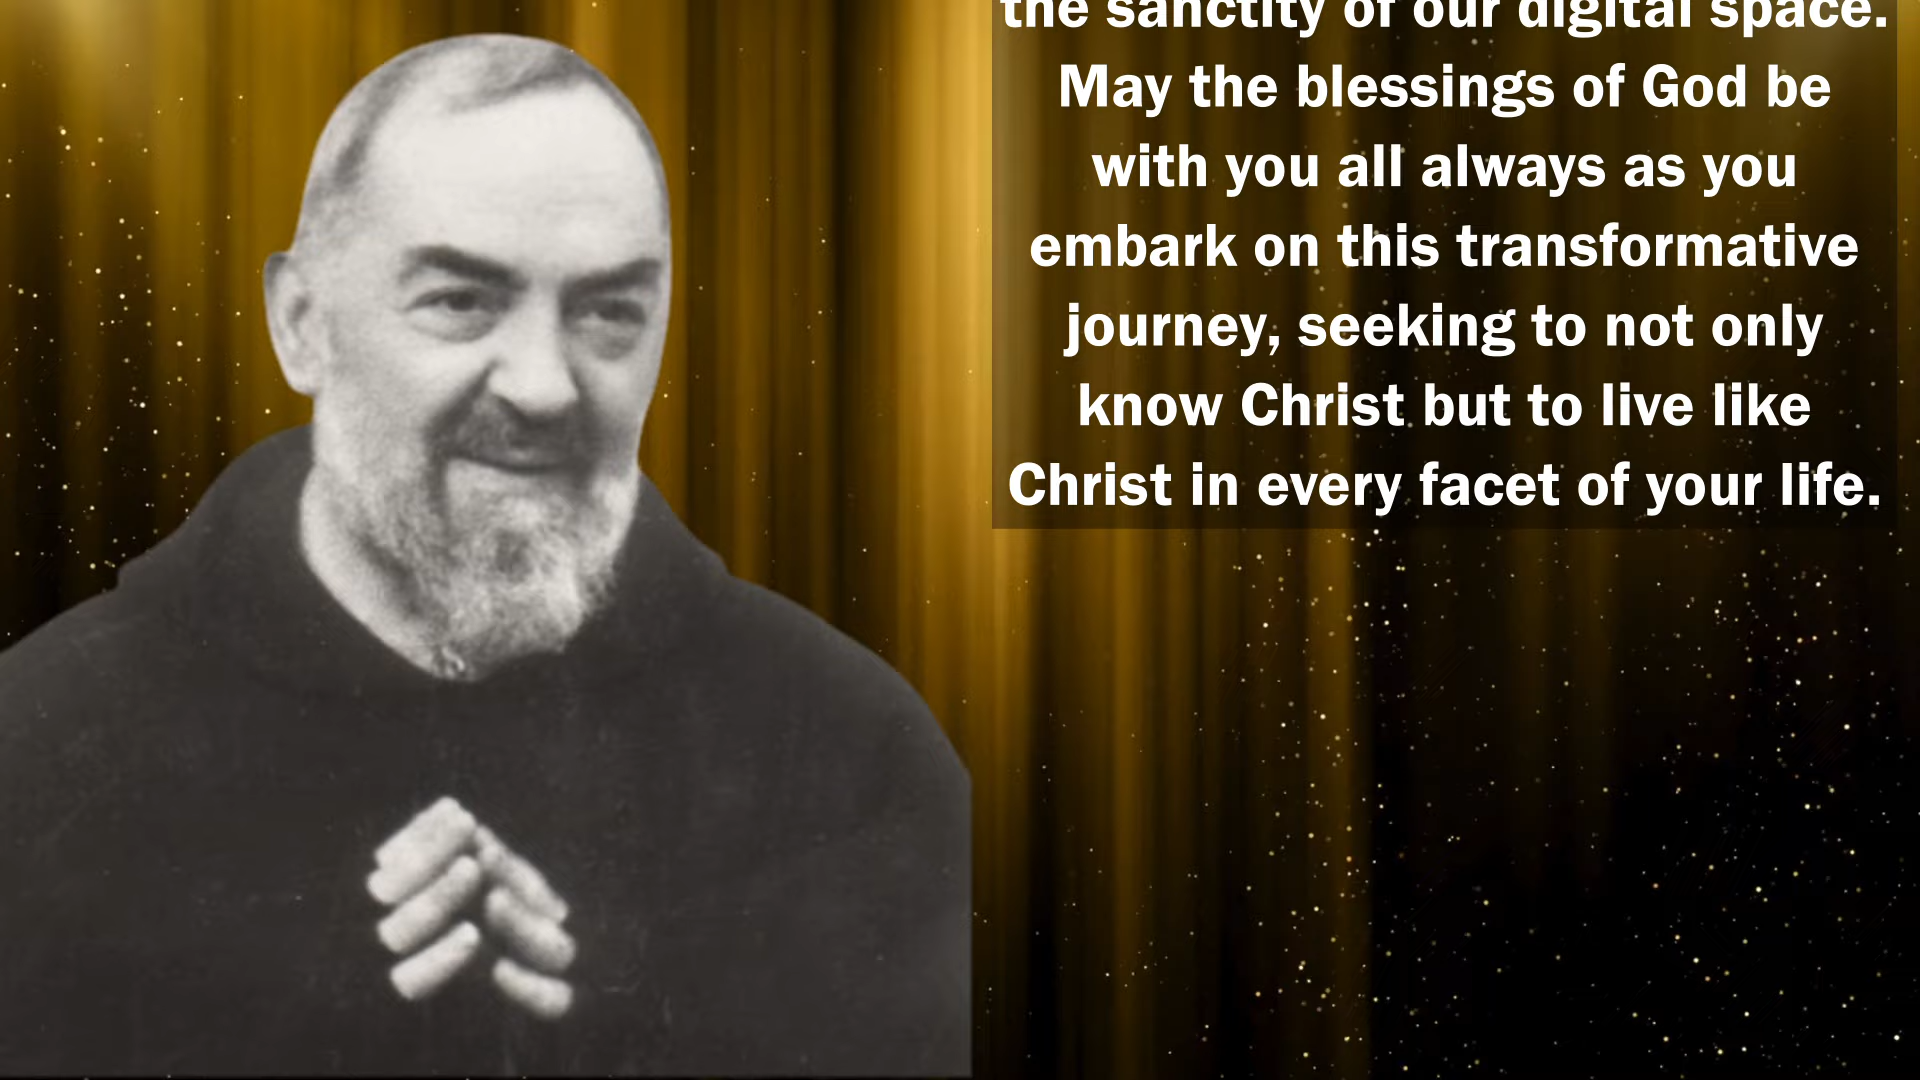 the sanctity of our digital space.
May the blessings of God be
with you all always as you
embark on this transformative
journey, seeking to not only
know Christ but to live like
Christ in every facet of your life.